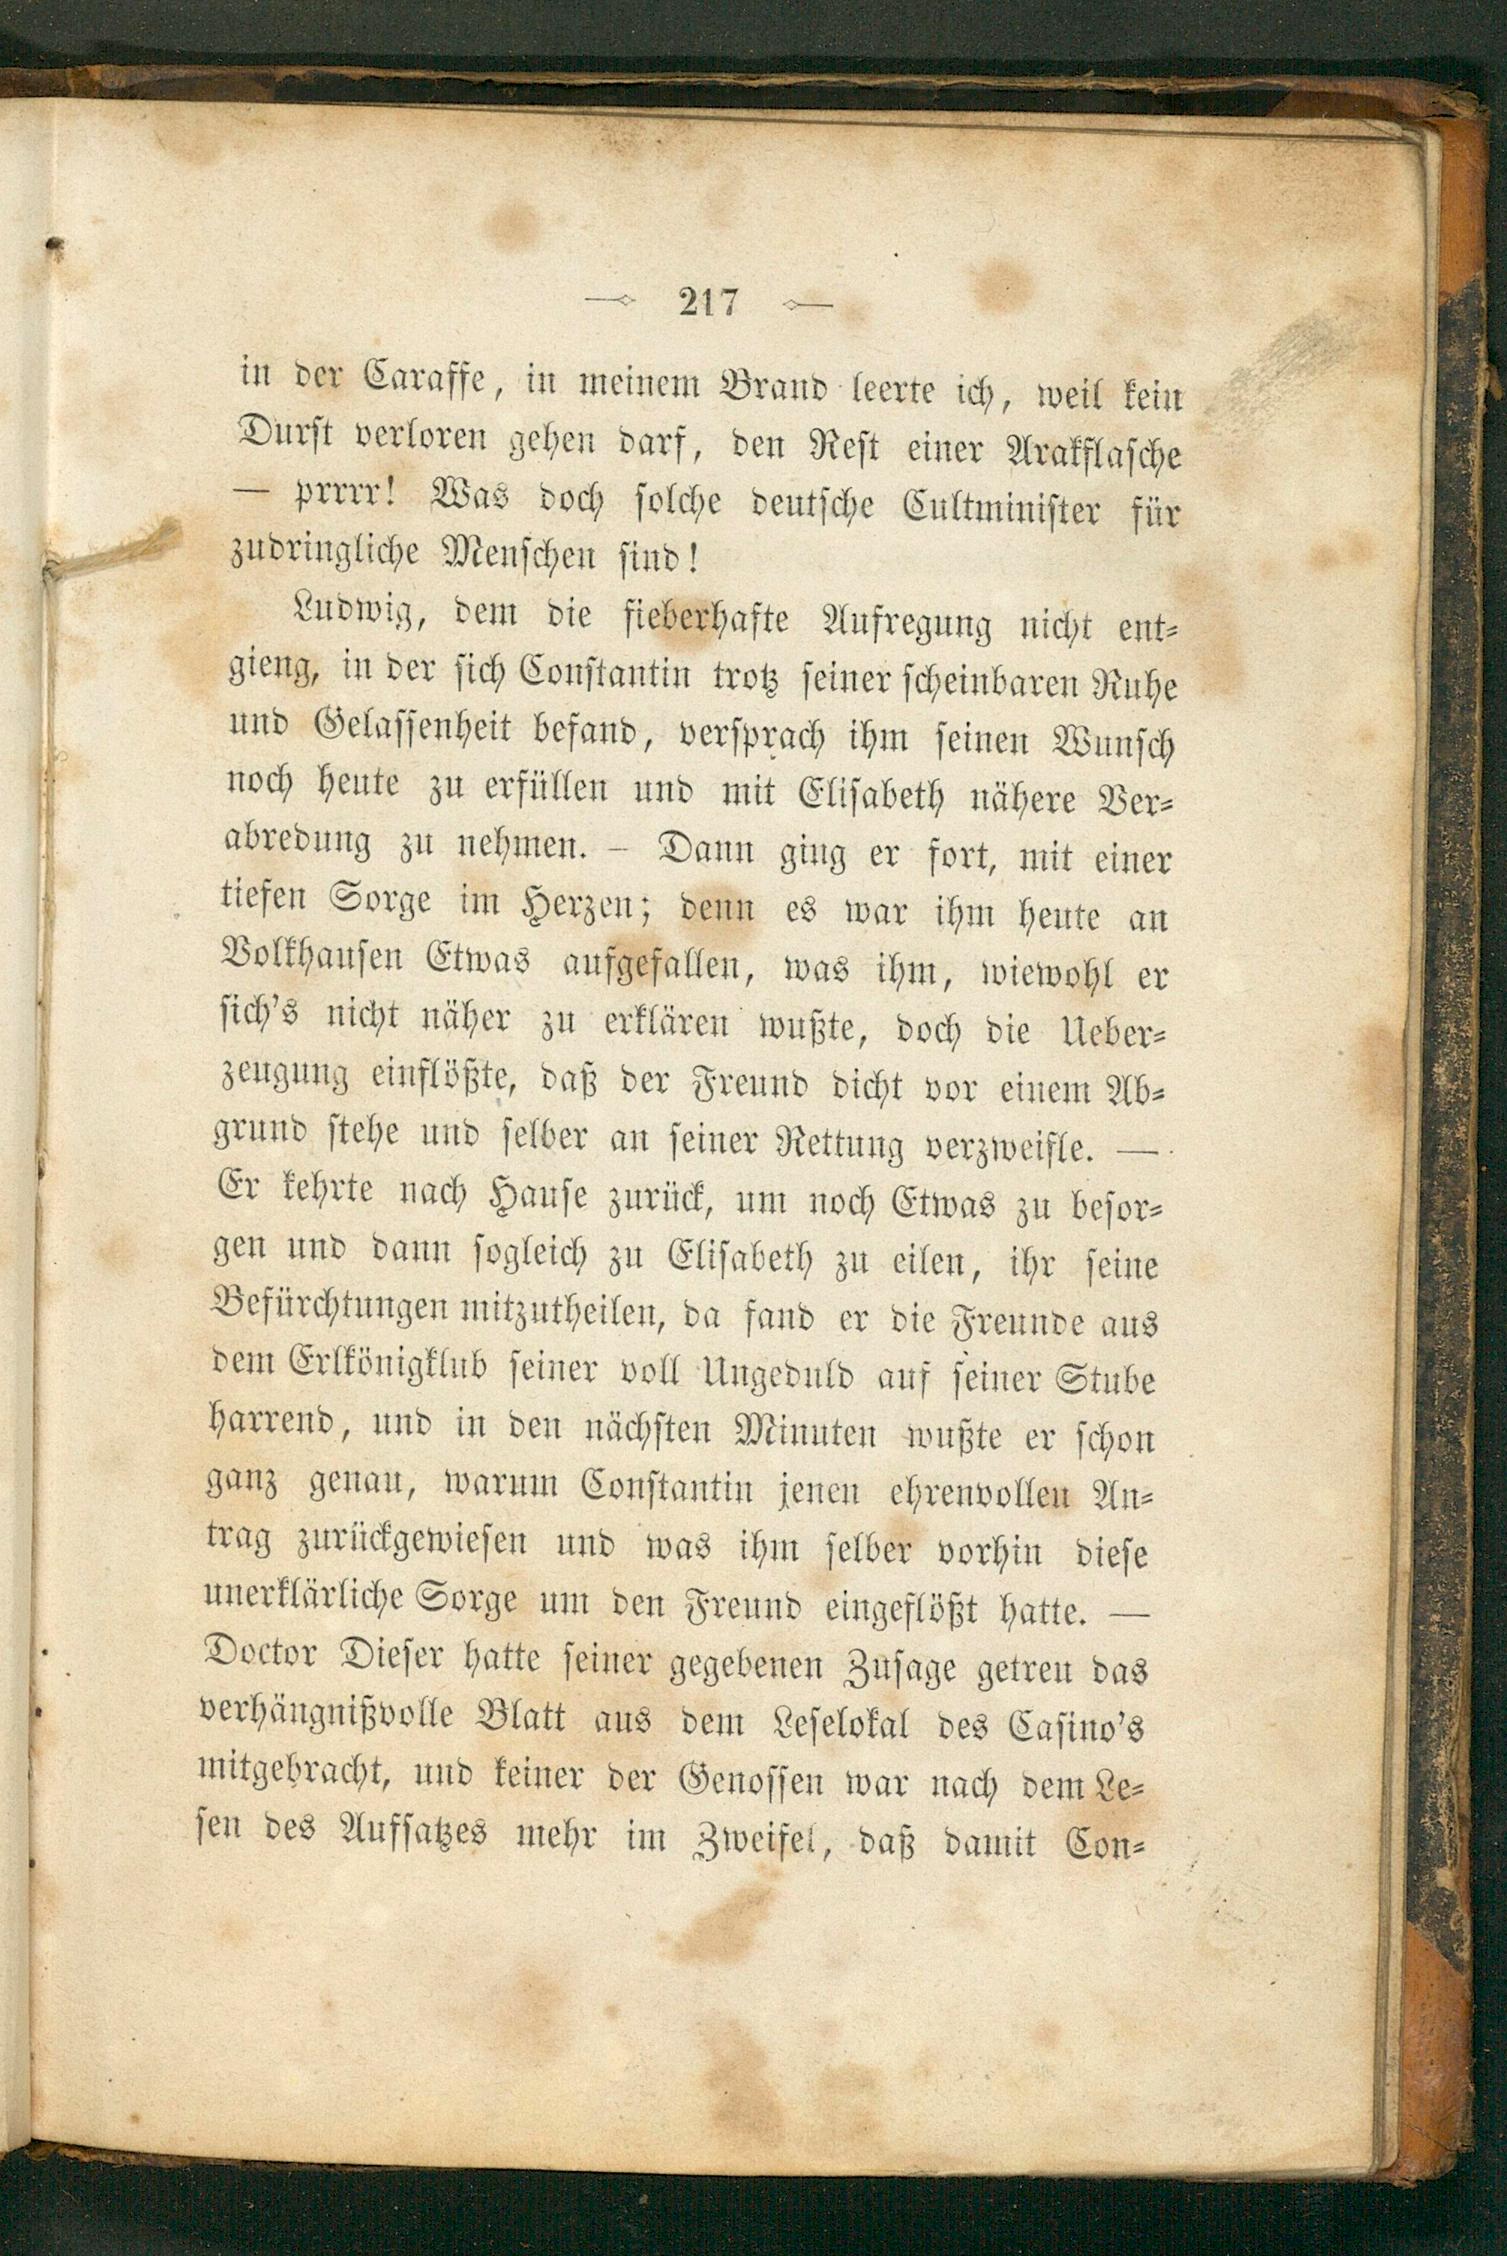 217
in der Caraffe, in meinem Brand leerte ich, weil kein
Durst verloren gehen darf, den Rest einer Arakflasche
— prrrr! Was doch solche deutsche Cultminister für
zudringliche Menschen sind!
Ludwig, dem die fieberhafte Aufregung nicht ent-
gieng, in der sich Constantin trotz seiner scheinbaren Ruhe
und Gelassenheit befand, versprach ihm seinen Wunsch
noch heute zu erfüllen und mit Elisabeth nähere Ver-
abredung zu nehmen. – Dann ging er fort, mit einer
tiefen Sorge im Herzen; denn es war ihm heute an
Volkhausen Etwas aufgefallen, was ihm, wiewohl er
sich's nicht näher zu erklären wußte, doch die Ueber-
zeugung einflößte, daß der Freund dicht vor einem Ab-
grund stehe und selber an seiner Rettung verzweifle. —
Er kehrte nach Hause zurück, um noch Etwas zu besor-
gen und dann sogleich zu Elisabeth zu eilen, ihr seine
Befürchtungen mitzutheilen, da fand er die Freunde aus
dem Erlkönigklub seiner voll Ungeduld auf seiner Stube
harrend, und in den nächsten Minuten wußte er schon
ganz genau, warum Constantin jenen ehrenvollen An-
trag zurückgewiesen und was ihm selber vorhin diese
unerklärliche Sorge um den Freund eingeflößt hatte. —
Doctor Dieser hatte seiner gegebenen Zusage getreu das
verhängnißvolle Blatt aus dem Leselokal des Casino's
mitgebracht, und keiner der Genossen war nach dem Le-
sen des Aufsatzes mehr im Zweifel, daß damit Con-